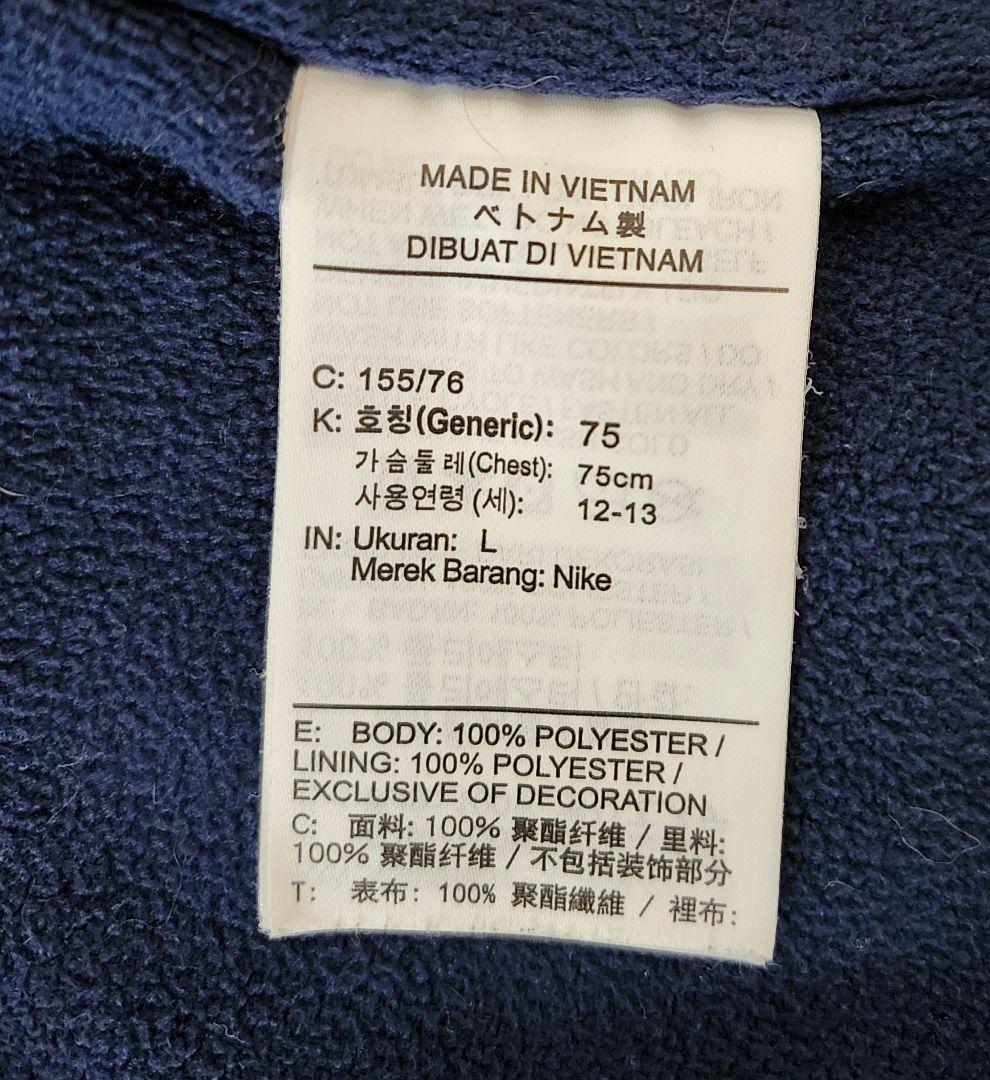 MADE IN VIETNAM
ベトナム製
DIBUAT DI VIETNAM
C: 155/76
K: 호칭(Generic): 75
가슴둘레(Chest): 75cm
사용연령 (세): 12-13
IN: Ukuran: L
Merek Barang: Nike
E: BODY: 100% POLYESTER /
LINING: 100% POLYESTER /
EXCLUSIVE OF DECORATION
C: 面料: 100% 聚酯纤维 / 里料:
100% 聚酯纤维 / 不包括装饰部分
T: 表布: 100% 聚酯纖維 / 裡布: